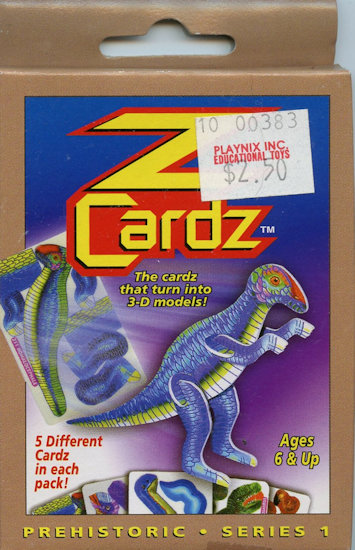 10 00383
PLAYNIX INC.
EDUCATIONAL TOYS
$2.50
Z
Cardz™
The cardz
that turn into
3-D models!
5 Different
Cardz
in each
pack!
Ages
6 & Up
PREHISTORIC • SERIES 1